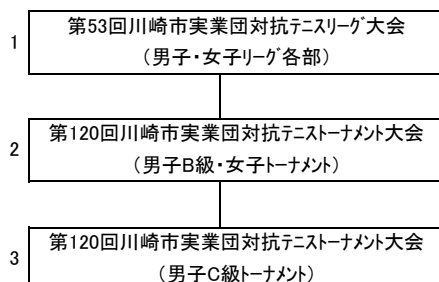 1
第53回川崎市実業団対抗テニスリーグ大会
(男子・女子リーグ各部)
2
第120回川崎市実業団対抗テニストーナメント大会
(男子B級・女子トーナメント)
3
第120回川崎市実業団対抗テニストーナメント大会
(男子C級トーナメント)